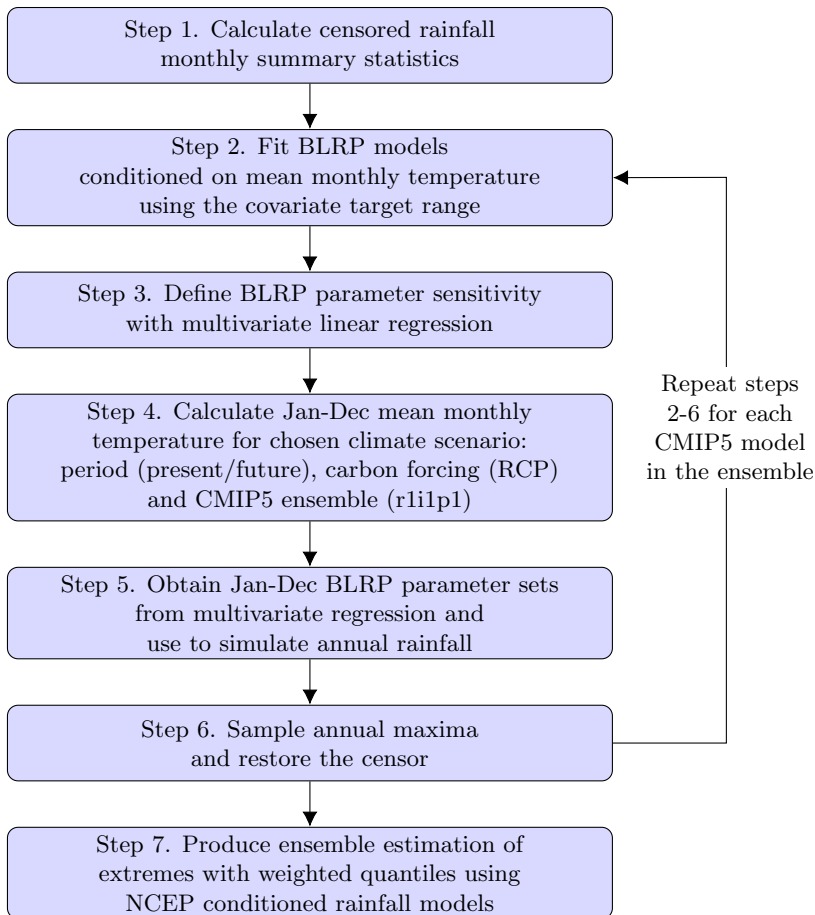 Step 1. Calculate censored rainfall
monthly summary statistics
Step 2. Fit BLRP models
conditioned on mean monthly temperature
using the covariate target range
Step 3. Define BLRP parameter sensitivity
with multivariate linear regression
Step 4. Calculate Jan-Dec mean monthly
temperature for chosen climate scenario:
period (present/future), carbon forcing (RCP)
and CMIP5 ensemble (r1i1p1)
Step 5. Obtain Jan-Dec BLRP parameter sets
from multivariate regression and
use to simulate annual rainfall
Step 6. Sample annual maxima
and restore the censor
Step 7. Produce ensemble estimation of
extremes with weighted quantiles using
NCEP conditioned rainfall models
Repeat steps
2-6 for each
CMIP5 model
in the ensemble